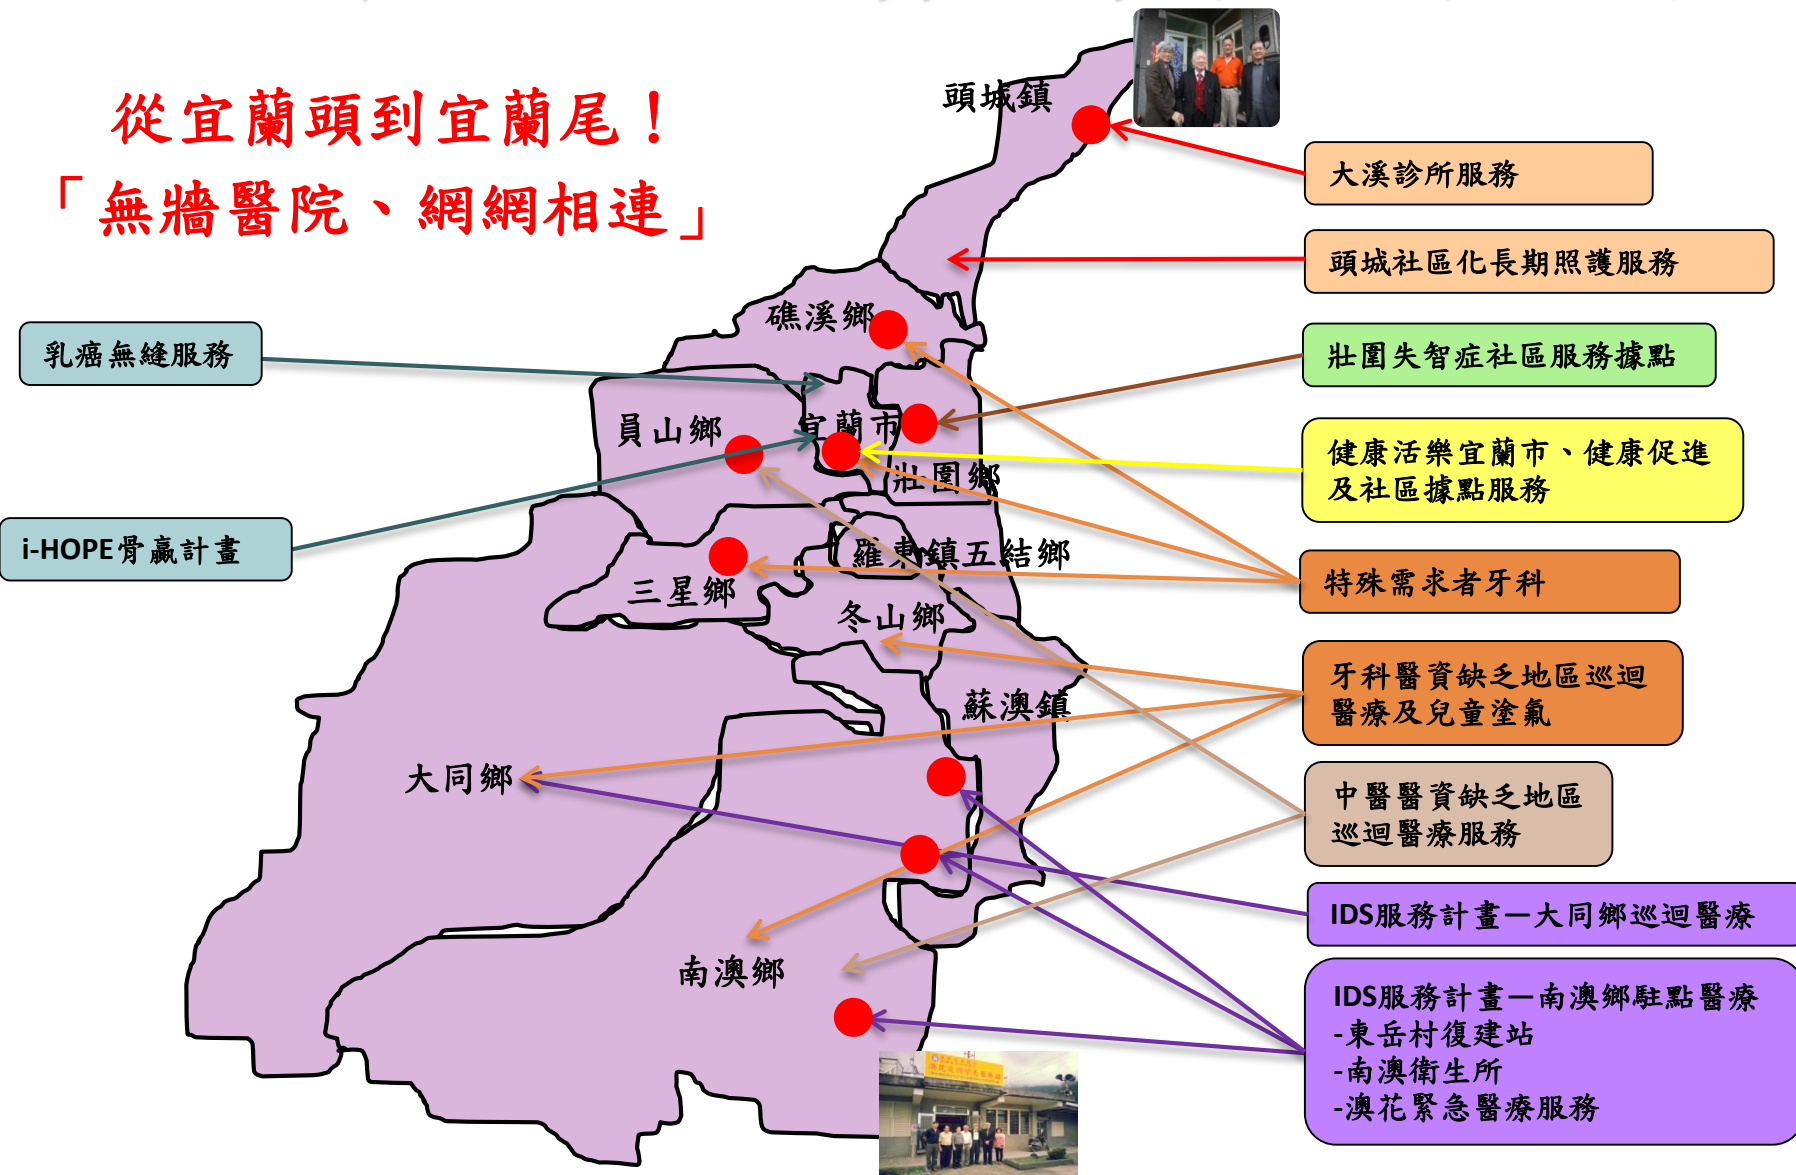 從宜蘭頭到宜蘭尾！
「無牆醫院、網網相連」
頭城鎮
大溪診所服務
頭城社區化長期照護服務
礁溪鄉
乳癌無縫服務
壯圍失智症社區服務據點
員山鄉
宜蘭市
壯圍鄉
健康活樂宜蘭市、健康促進
及社區據點服務
i-HOPE骨贏計畫
羅東鎮五結鄉
三星鄉
特殊需求者牙科
冬山鄉
牙科醫資缺乏地區巡迴
醫療及兒童塗氟
蘇澳鎮
大同鄉
中醫醫資缺乏地區
巡迴醫療服務
IDS服務計畫－大同鄉巡迴醫療
南澳鄉
IDS服務計畫－南澳鄉駐點醫療
-東岳村復建站
-南澳衛生所
-澳花緊急醫療服務